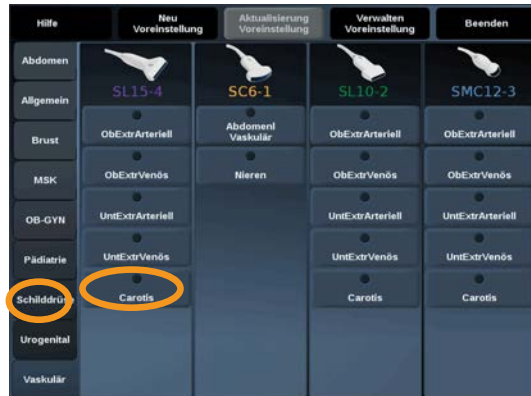 Hilfe
Neu
Voreinstellung
Aktualisierung
Voreinstellung
Verwalten
Voreinstellung
Beenden
Abdomen
Allgemein
Brust
MSK
OB-GYN
Pädiatrie
Schilddrüse
Urogenital
Vaskulär
SL15-4
ObExtrArteriell
ObExtrVenös
UntExtrArteriell
UntExtrVenös
Carotis
SC6-1
Abdomenl
Vaskulär
Nieren
SL10-2
ObExtrArteriell
ObExtrVenös
UntExtrArteriell
UntExtrVenös
Carotis
SMC12-3
ObExtrArteriell
ObExtrVenös
UntExtrArteriell
UntExtrVenös
Carotis